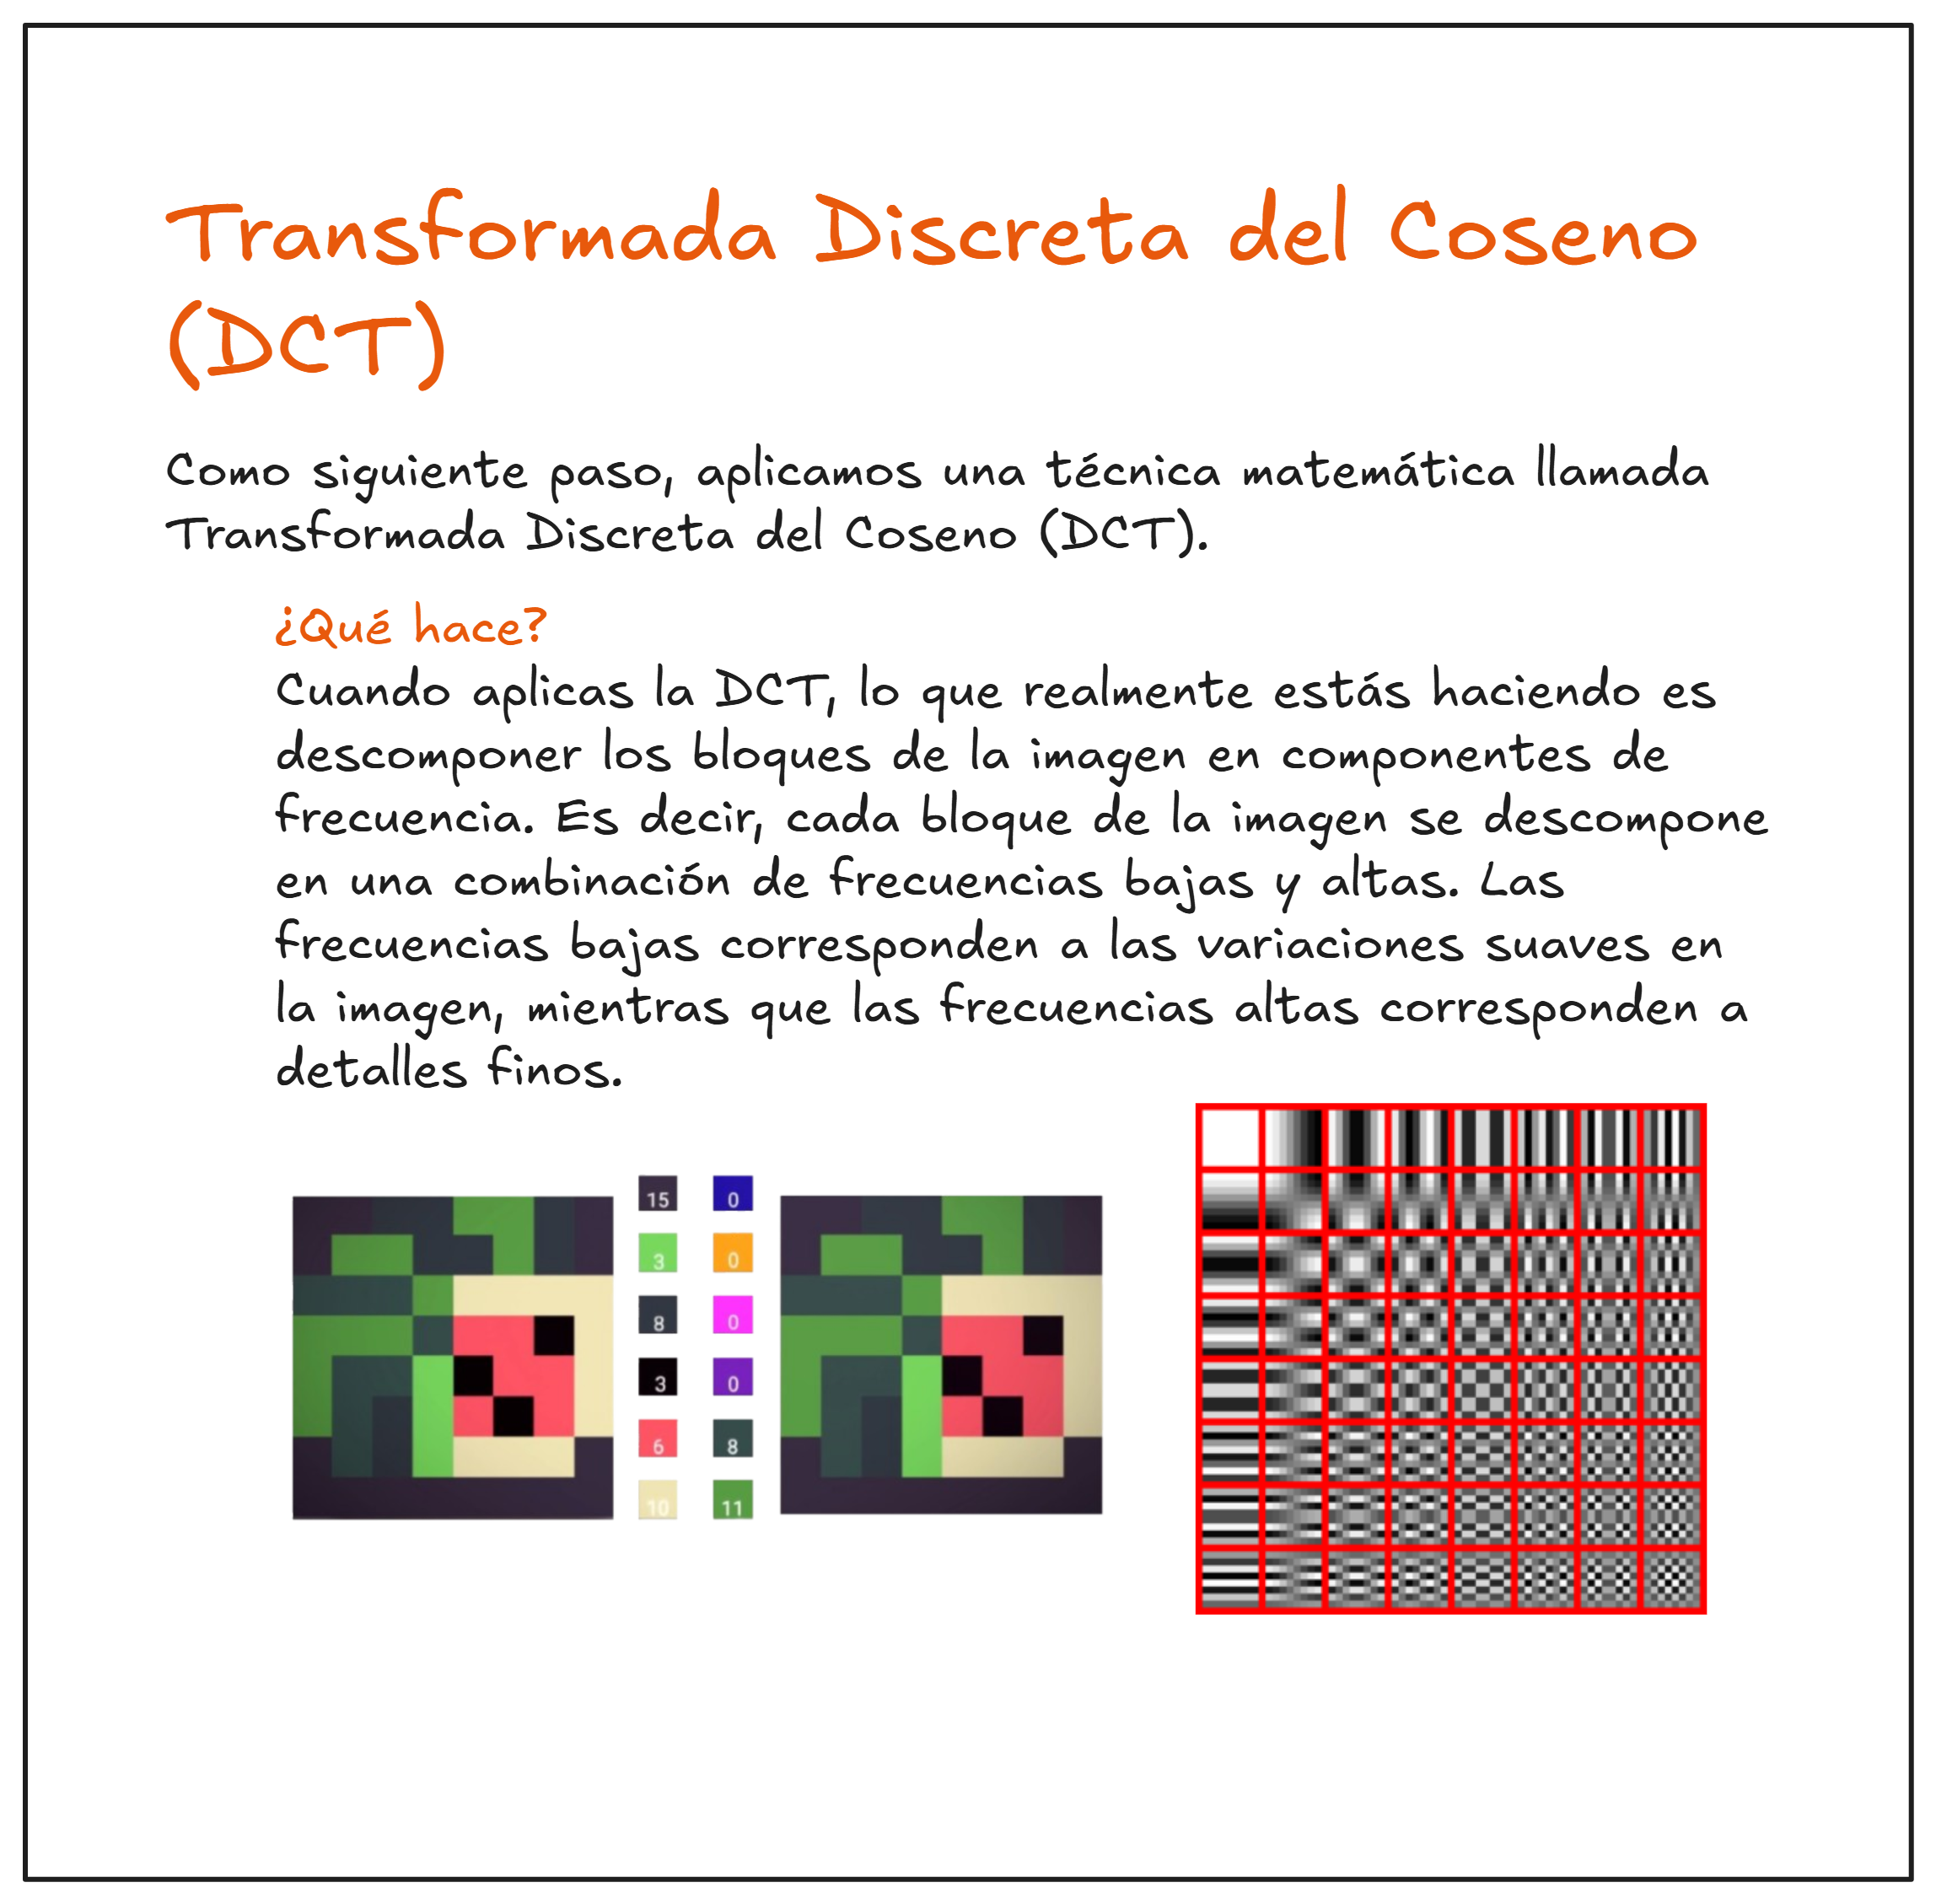 Transformada Discreta del Coseno
(DCT)
Como siguiente paso, aplicamos una técnica matemática llamada
Transformada Discreta del Coseno (DCT).
¿Qué hace?
Cuando aplicas la DCT, lo que realmente estás haciendo es
descomponer los bloques de la imagen en componentes de
frecuencia. Es decir, cada bloque de la imagen se descompone
en una combinación de frecuencias bajas y altas. Las
frecuencias bajas corresponden a las variaciones suaves en
la imagen, mientras que las frecuencias altas corresponden a
detalles finos.
15 0
3 0
8 0
3 0
6 8
10 11